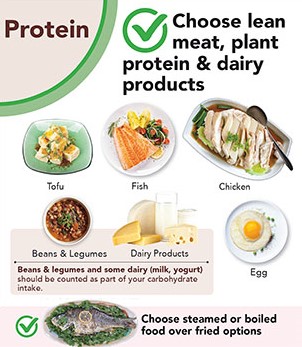 Protein
Choose lean
meat, plant
protein & dairy
products
Tofu
Fish
Chicken
Beans & Legumes
Dairy Products
Egg
Beans & legumes and some dairy (milk, yogurt)
should be counted as part of your carbohydrate
intake.
Choose steamed or boiled
food over fried options